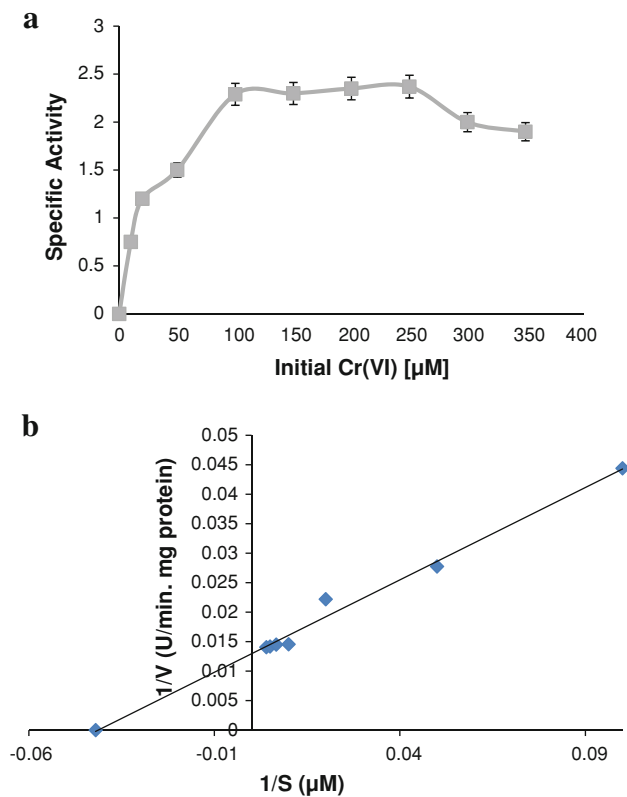 a
3
2.5
2
1.5
1
0.5
0
Specific Activity
0 50 100 150 200 250 300 350 400
Initial Cr(VI) [µM]
b
0.05
0.045
0.04
0.035
0.03
0.025
0.02
0.015
0.01
0.005
0
1/V (U/min. mg protein)
-0.06 -0.01 0.04 0.09
1/S (µM)